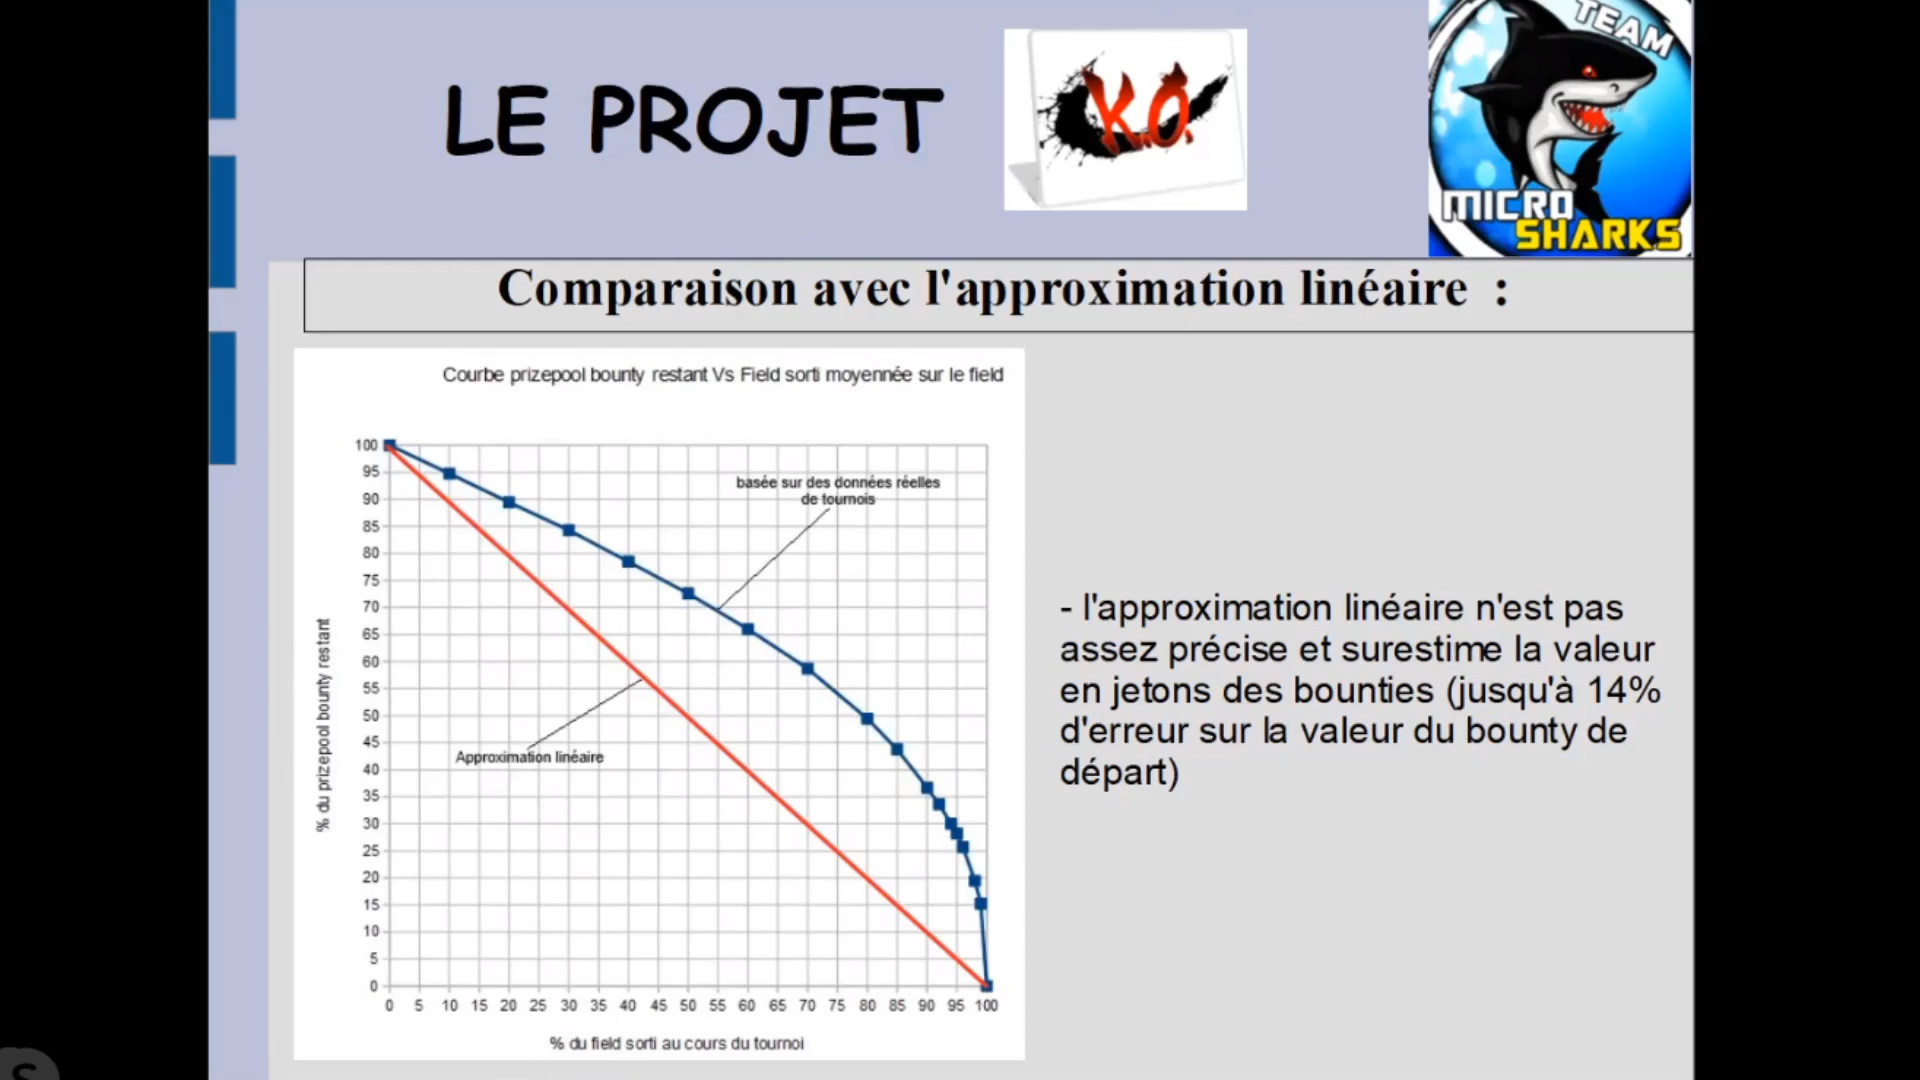 LE PROJET
K.O.
TEAM
MICRO
SHARKS
Comparaison avec l'approximation linéaire :
Courbe prizepool bounty restant Vs Field sorti moyennée sur le field
100
95
90
85
80
75
70
65
60
55
50
45
40
35
30
25
20
15
10
5
0
basée sur des données réelles
de tournois
Approximation linéaire
% du prizepool bounty restant
0 5 10 15 20 25 30 35 40 45 50 55 60 65 70 75 80 85 90 95 100
% du field sorti au cours du tournoi
- l'approximation linéaire n'est pas
assez précise et surestime la valeur
en jetons des bounties (jusqu'à 14%
d'erreur sur la valeur du bounty de
départ)
S